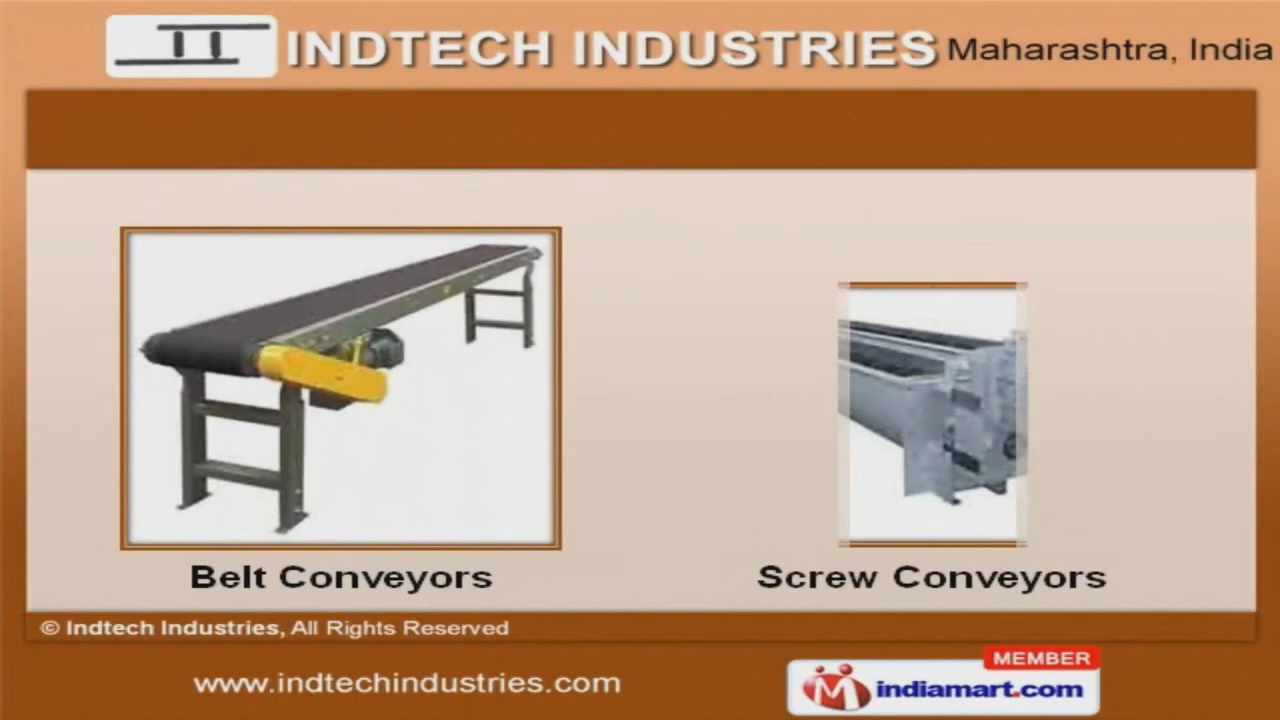 INDTECH INDUSTRIES Maharashtra, India
Belt Conveyors
Screw Conveyors
© Indtech Industries, All Rights Reserved
www.indtechindustries.com
MEMBER
indiamart.com